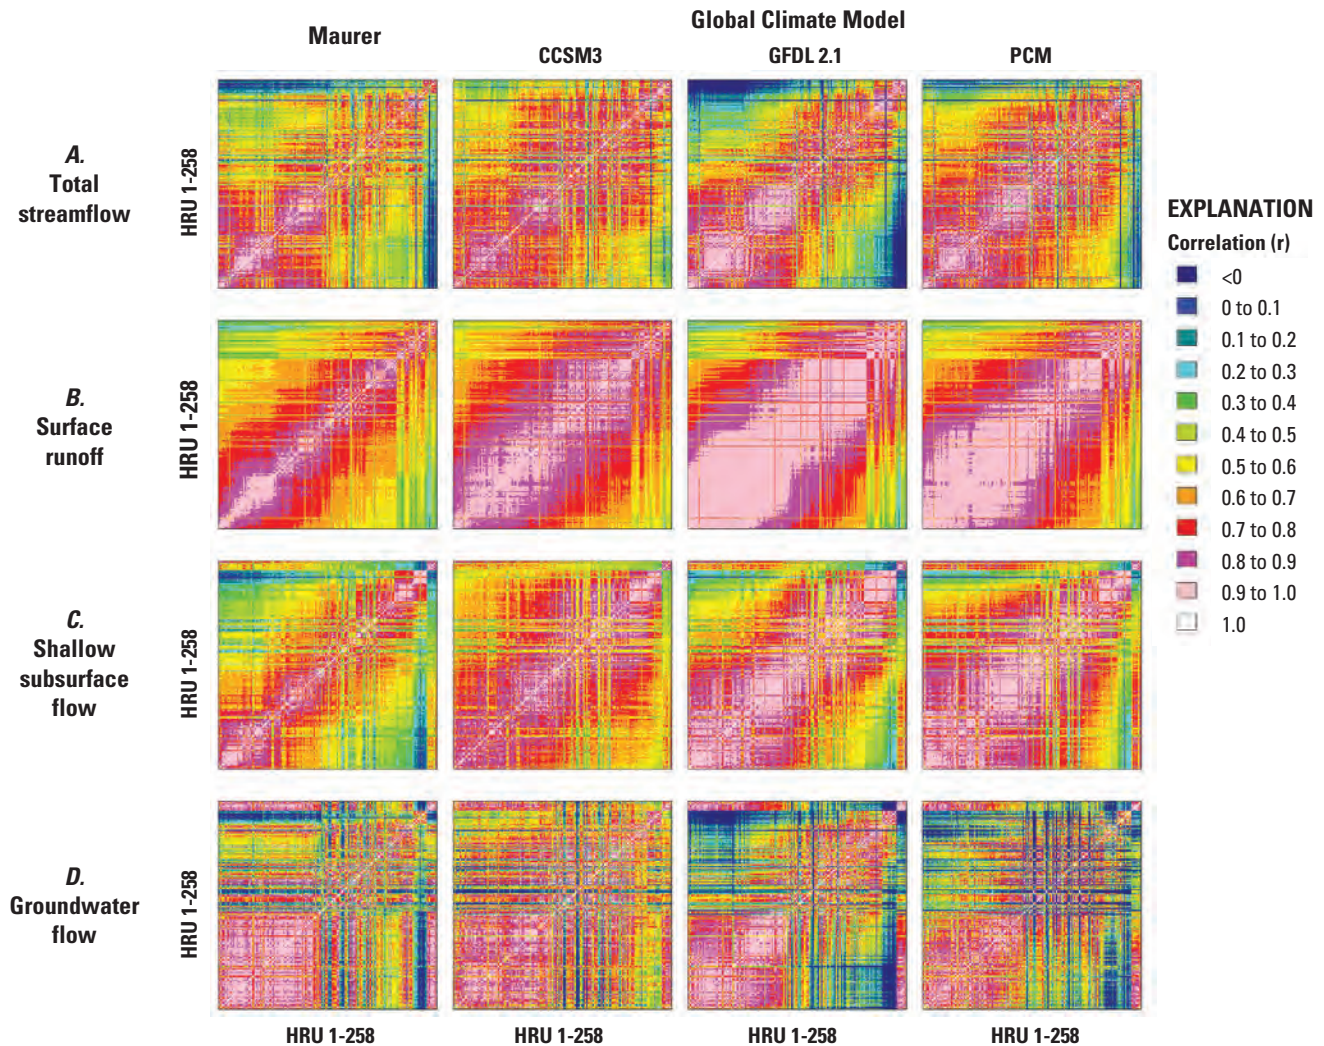 Global Climate Model
Maurer
CCSM3
GFDL 2.1
PCM
A.
Total
streamflow
HRU 1-258
B.
Surface
runoff
HRU 1-258
C.
Shallow
subsurface
flow
HRU 1-258
D.
Groundwater
flow
HRU 1-258
HRU 1-258
HRU 1-258
HRU 1-258
HRU 1-258
EXPLANATION
Correlation (r)
<0
0 to 0.1
0.1 to 0.2
0.2 to 0.3
0.3 to 0.4
0.4 to 0.5
0.5 to 0.6
0.6 to 0.7
0.7 to 0.8
0.8 to 0.9
0.9 to 1.0
1.0